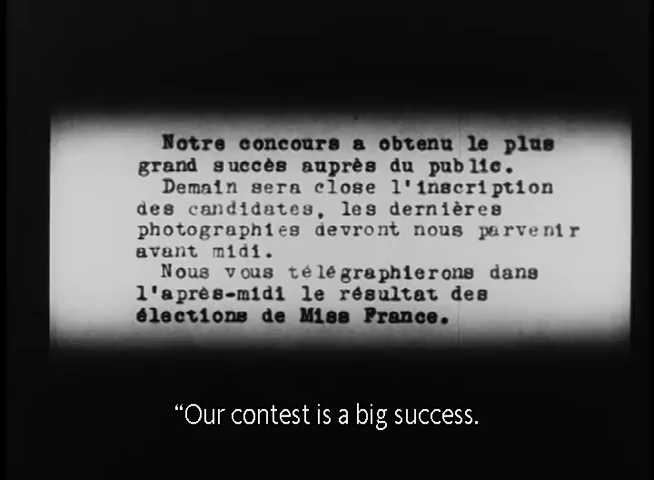 Notre concours a obtenu le plus
grand succès auprès du public.
Demain sera close l'inscription
des candidates, les dernières
photographies devront nous parvenir
avant midi.
Nous vous télégraphierons dans
l'après-midi le résultat des
élections de Miss France.
“Our contest is a big success.